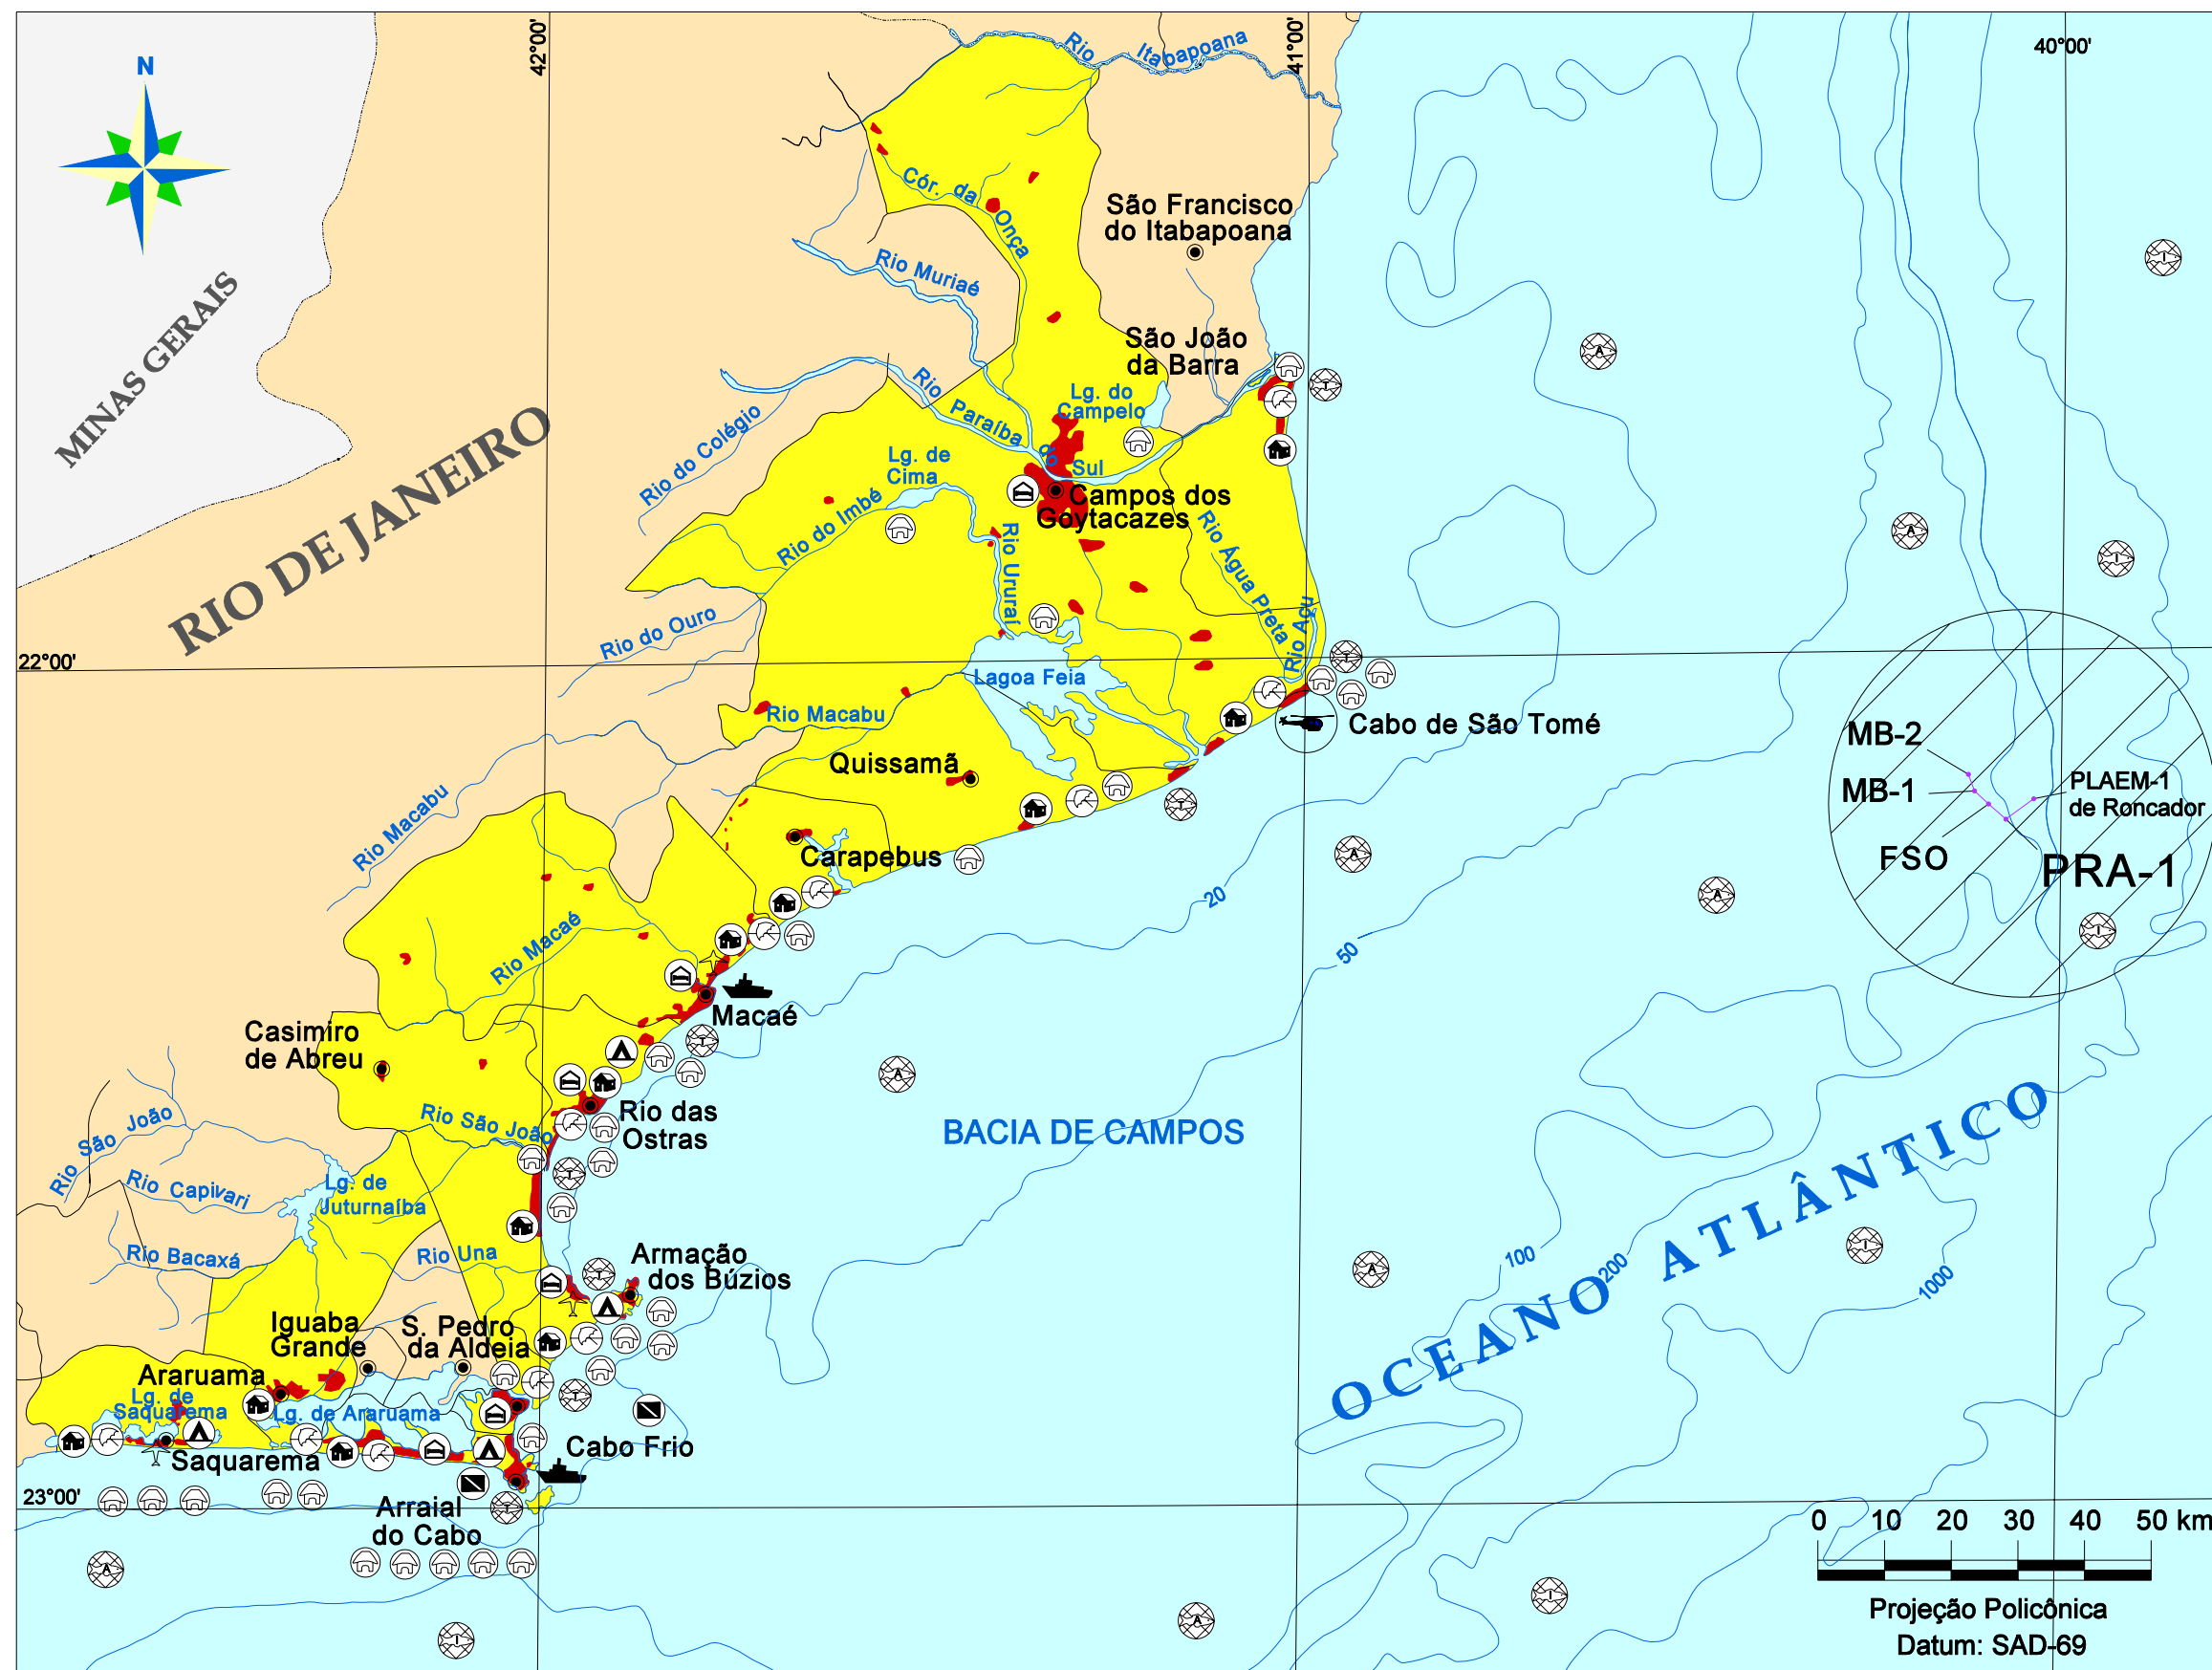 42°00'
41°00'
40°00'
N
Rio Itabapoana
Cór. da Onça
São Francisco
do Itabapoana
Rio Muriaé
MINAS GERAIS
São João
da Barra
Rio Paraíba do Sul
Lg. do
Campelo
RIO DE JANEIRO
Rio do Colégio
Lg. de
Cima
Campos dos
Goytacazes
Rio do Imbé
Rio Ururaí
Rio Água Preta
Rio Açu
Rio do Ouro
22°00'
Lagoa Feia
Rio Macabu
Cabo de São Tomé
MB-2
Quissamã
MB-1
PLAEM-1
de Roncador
Rio Macabu
Carapebus
FSO
PRA-1
20
Rio Macaé
50
Macaé
Casimiro
de Abreu
Rio São João
Rio São João
Rio das
Ostras
BACIA DE CAMPOS
OCEANO ATLÂNTICO
Rio Capivari
Lg. de
Juturnaíba
Rio Bacaxá
Rio Una
Armação
dos Búzios
100
200
1000
Iguaba
Grande
S. Pedro
da Aldeia
Araruama
Lg. de
Saquarema
Lg. de Araruama
Cabo Frio
Saquarema
23°00'
Arraial
do Cabo
0 10 20 30 40 50 km
Projeção Policônica
Datum: SAD-69
A
A
A
A
A
A
A
A
I
I
I
I
I
I
T
T
T
T
T
T
T
T